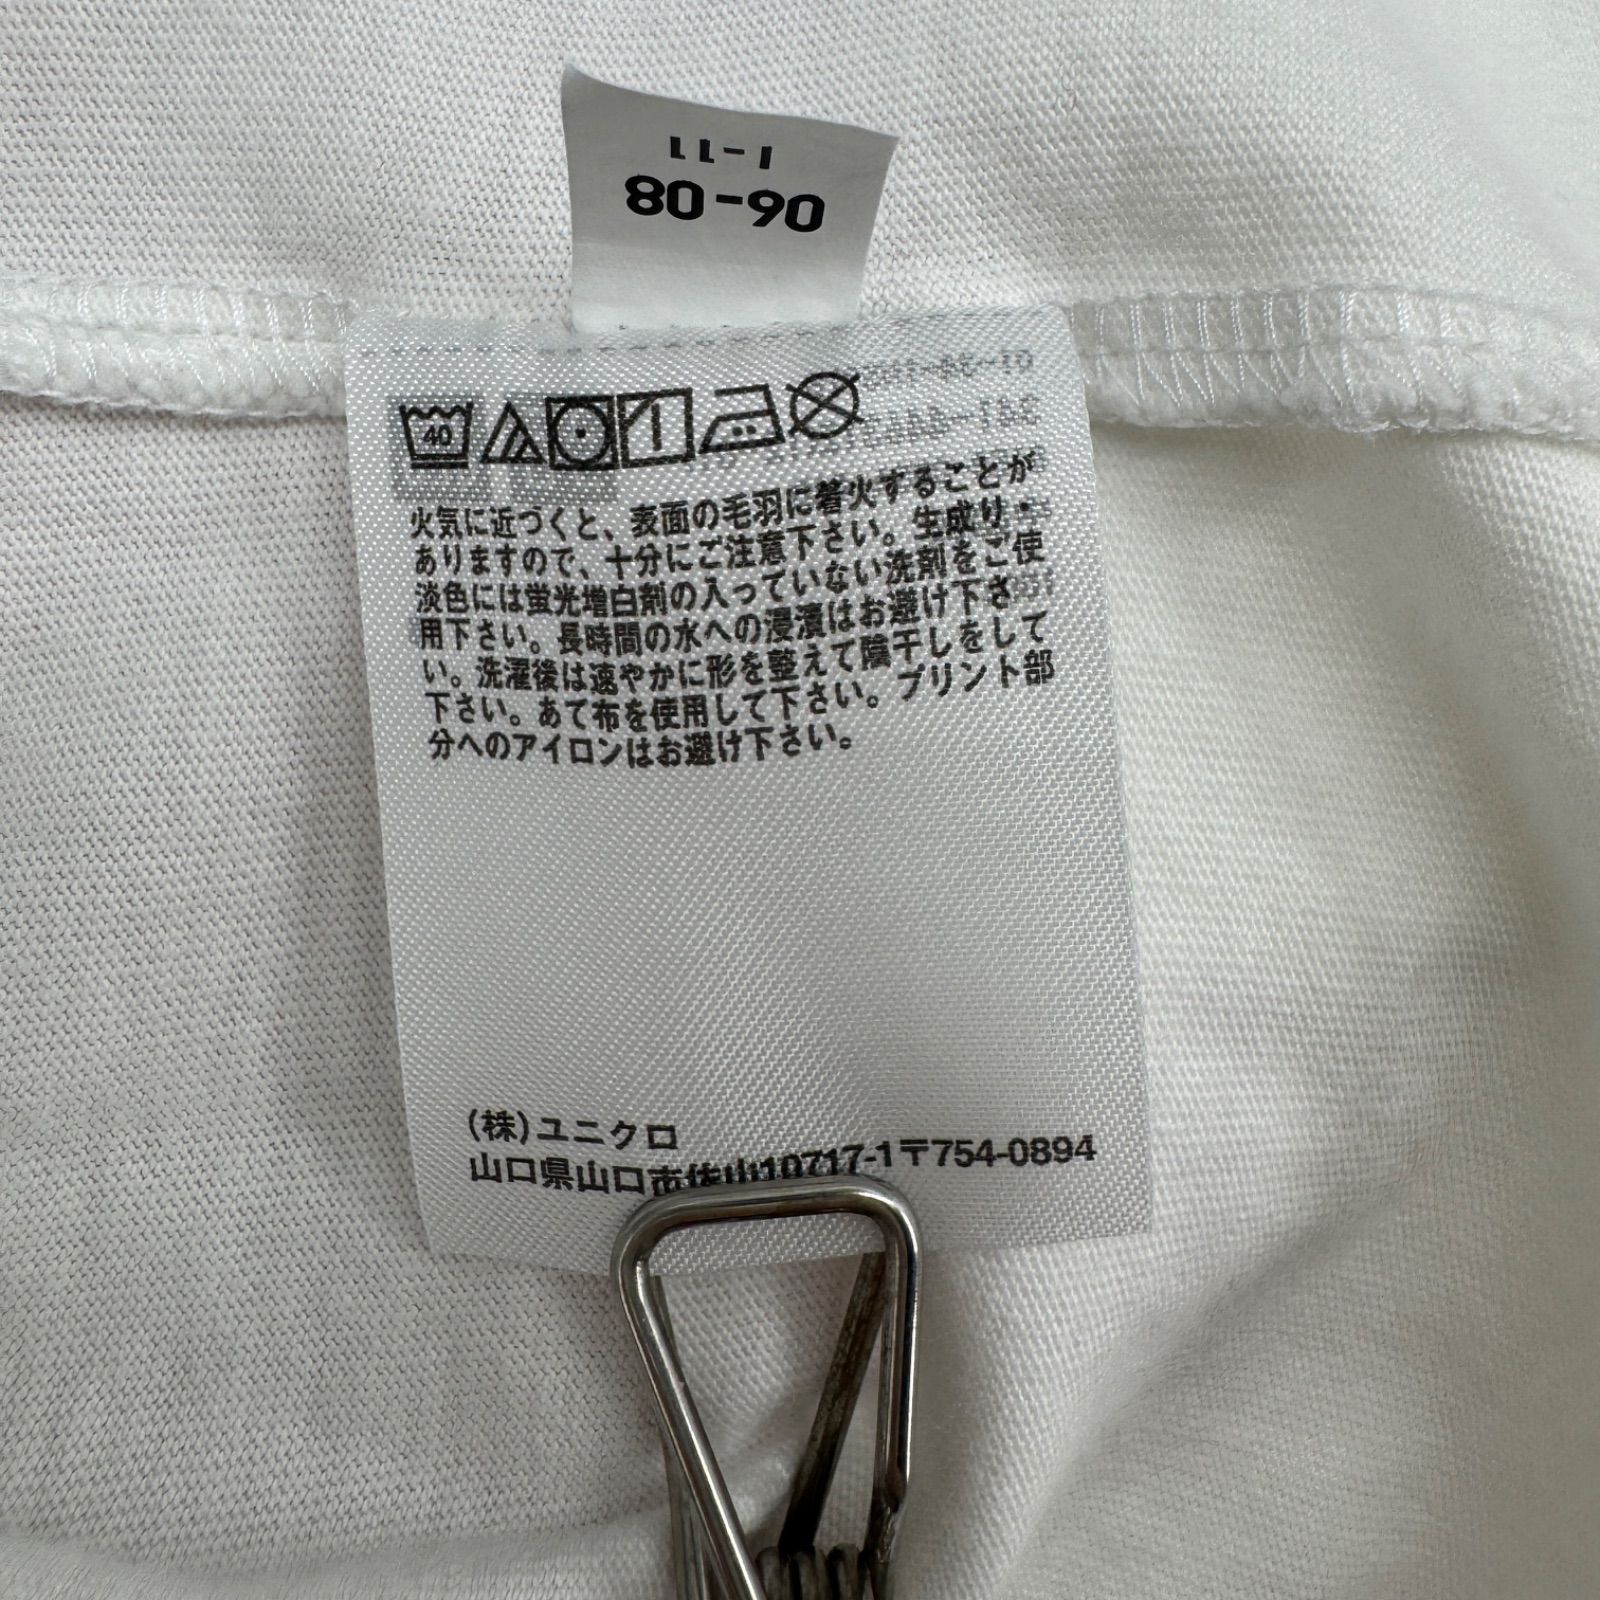 1-11
06-08
40
火気に近づくと、表面の毛羽に着火することが
ありますので、十分にご注意下さい。生成り・
淡色には蛍光増白剤の入っていない洗剤をご使
用下さい。長時間の水への浸漬はお避け下さ
い。洗濯後は速やかに形を整えて陰干しをして
下さい。あて布を使用して下さい。プリント部
分へのアイロンはお避け下さい。
(株)ユニクロ
山口県山口市佐山10717-1〒754-0894